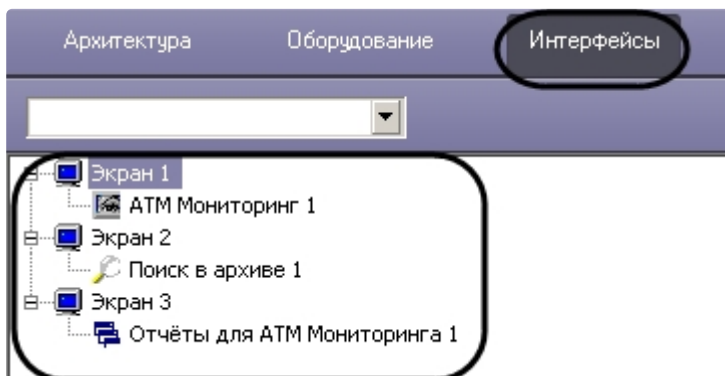 Архитектура Оборудование Интерфейсы
Экран 1
АТМ Мониторинг 1
Экран 2
Поиск в архиве 1
Экран 3
Отчёты для АТМ Мониторинга 1